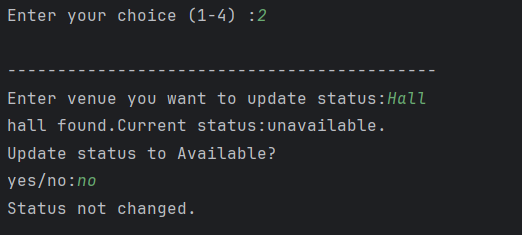 Enter your choice (1-4) :2
-------------------------------------------
Enter venue you want to update status:Hall
hall found.Current status:unavailable.
Update status to Available?
yes/no:no
Status not changed.